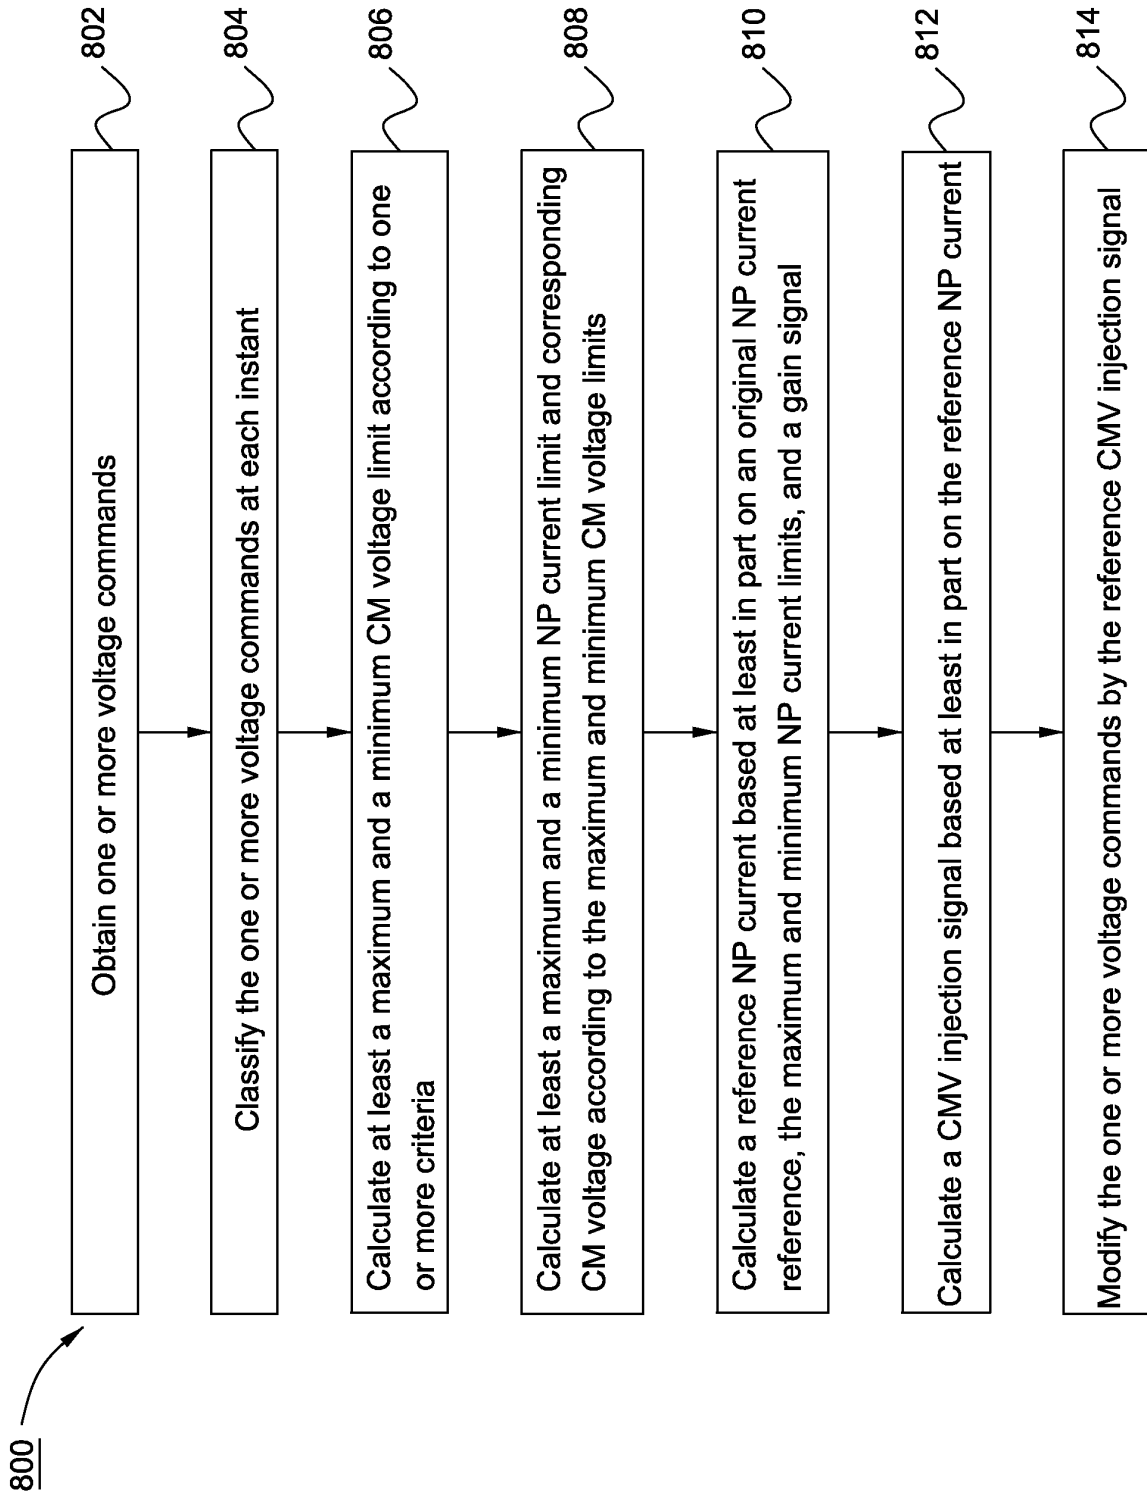 800
Obtain one or more voltage commands
802
Classify the one or more voltage commands at each instant
804
Calculate at least a maximum and a minimum CM voltage limit according to one
or more criteria
806
Calculate at least a maximum and a minimum NP current limit and corresponding
CM voltage according to the maximum and minimum CM voltage limits
808
Calculate a reference NP current based at least in part on an original NP current
reference, the maximum and minimum NP current limits, and a gain signal
810
Calculate a CMV injection signal based at least in part on the reference NP current
812
Modify the one or more voltage commands by the reference CMV injection signal
814